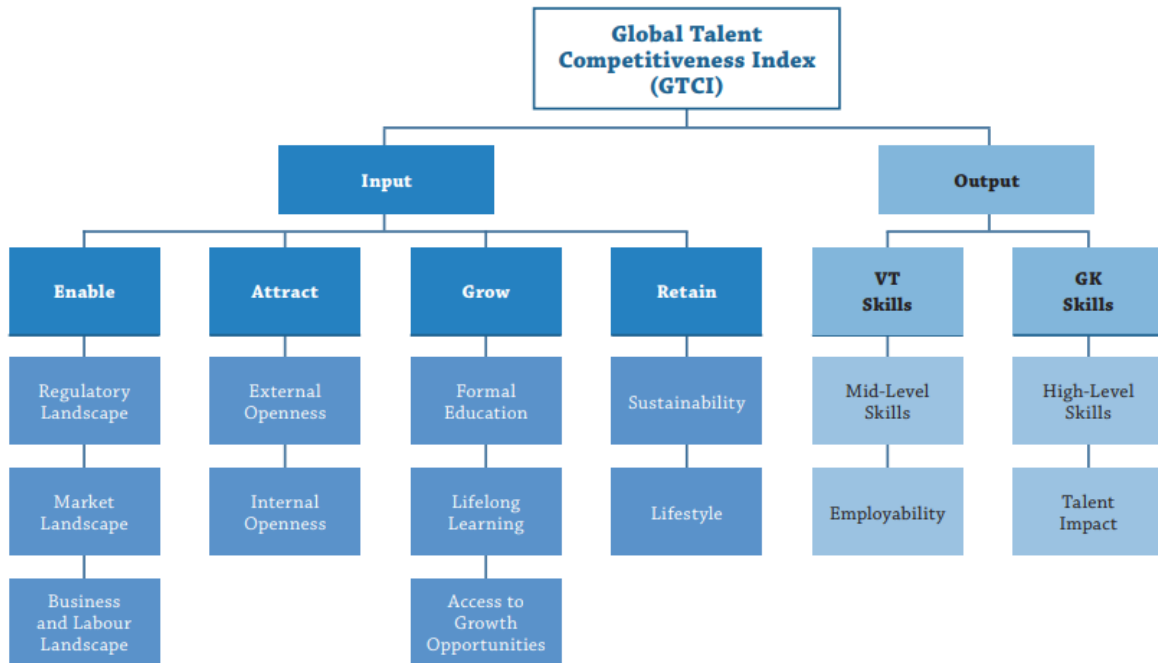 Global Talent
Competitiveness Index
(GTCI)
Input
Output
Enable
Attract
Grow
Retain
VT
Skills
GK
Skills
Regulatory
Landscape
External
Openness
Formal
Education
Sustainability
Mid-Level
Skills
High-Level
Skills
Market
Landscape
Internal
Openness
Lifelong
Learning
Lifestyle
Employability
Talent
Impact
Business
and Labour
Landscape
Access to
Growth
Opportunities